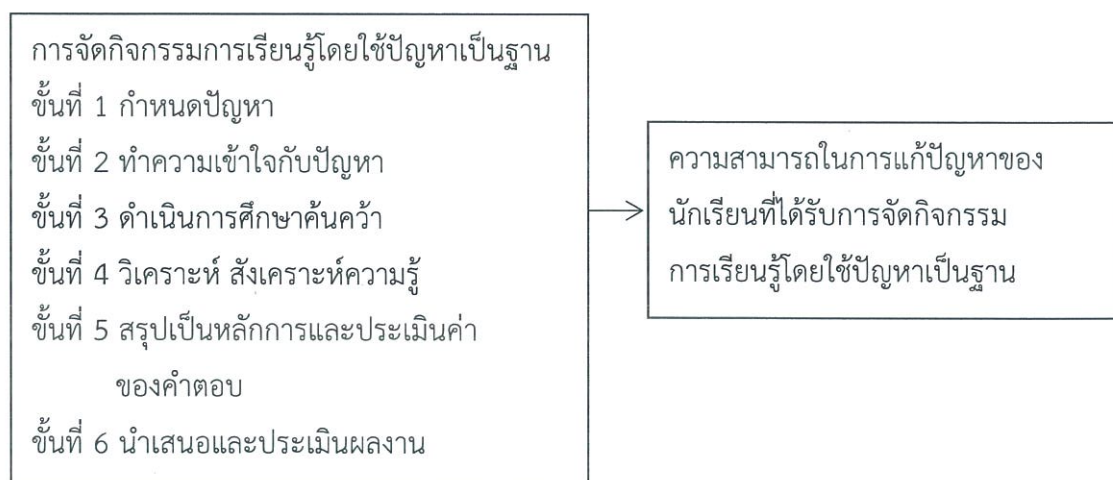 การจัดกิจกรรมการเรียนรู้โดยใช้ปัญหาเป็นฐาน
ขั้นที่ 1 กำหนดปัญหา
ขั้นที่ 2 ทำความเข้าใจกับปัญหา
ขั้นที่ 3 ดำเนินการศึกษาค้นคว้า
ขั้นที่ 4 วิเคราะห์ สังเคราะห์ความรู้
ขั้นที่ 5 สรุปเป็นหลักการและประเมินค่า
ของคำตอบ
ขั้นที่ 6 นำเสนอและประเมินผลงาน
ความสามารถในการแก้ปัญหาของ
นักเรียนที่ได้รับการจัดกิจกรรม
การเรียนรู้โดยใช้ปัญหาเป็นฐาน